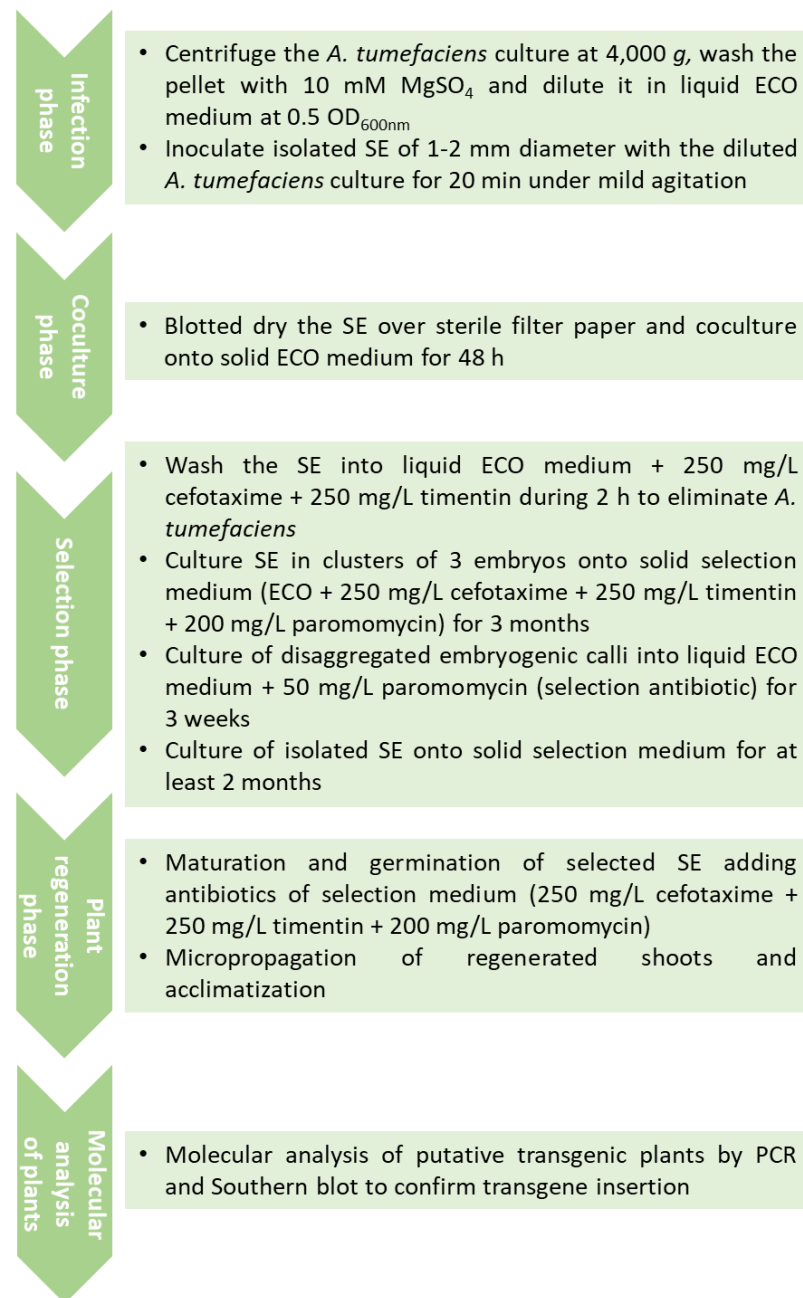 Infection
phase
• Centrifuge the A. tumefaciens culture at 4,000 g, wash the
pellet with 10 mM MgSO₄ and dilute it in liquid ECO
medium at 0.5 OD₆₀₀nm
• Inoculate isolated SE of 1-2 mm diameter with the diluted
A. tumefaciens culture for 20 min under mild agitation
Coculture
phase
• Blotted dry the SE over sterile filter paper and coculture
onto solid ECO medium for 48 h
Selection phase
• Wash the SE into liquid ECO medium + 250 mg/L
cefotaxime + 250 mg/L timentin during 2 h to eliminate A.
tumefaciens
• Culture SE in clusters of 3 embryos onto solid selection
medium (ECO + 250 mg/L cefotaxime + 250 mg/L timentin
+ 200 mg/L paromomycin) for 3 months
• Culture of disaggregated embryogenic calli into liquid ECO
medium + 50 mg/L paromomycin (selection antibiotic) for
3 weeks
• Culture of isolated SE onto solid selection medium for at
least 2 months
Plant
regeneration
phase
• Maturation and germination of selected SE adding
antibiotics of selection medium (250 mg/L cefotaxime +
250 mg/L timentin + 200 mg/L paromomycin)
• Micropropagation of regenerated shoots and
acclimatization
Molecular
analysis
of plants
• Molecular analysis of putative transgenic plants by PCR
and Southern blot to confirm transgene insertion